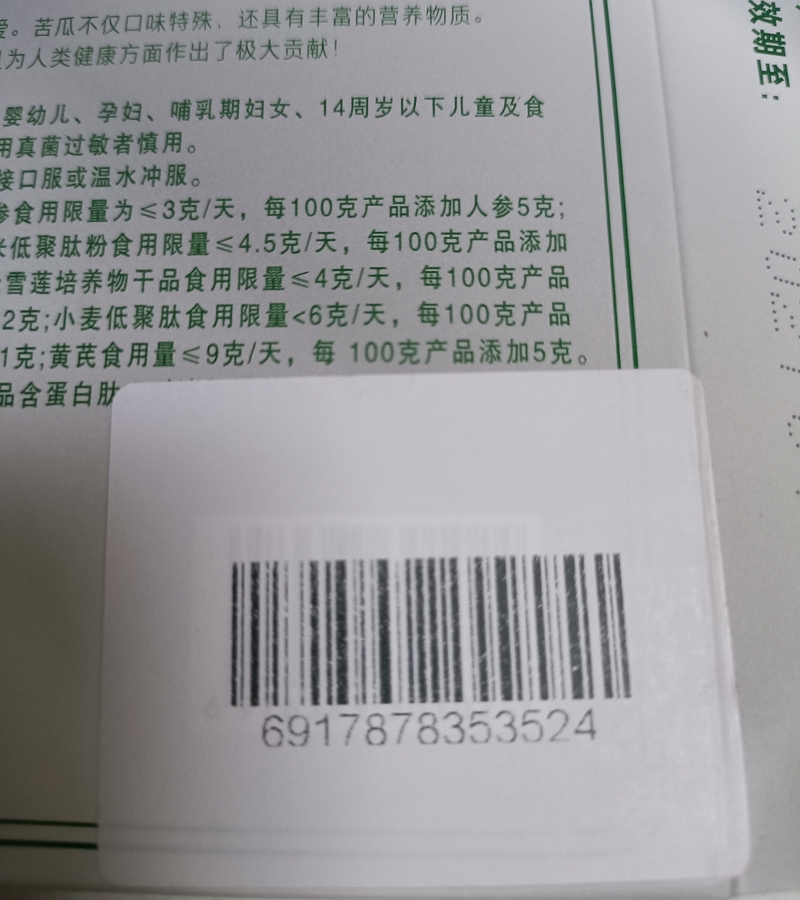 。苦瓜不仅口味特殊，还具有丰富的营养物质。
为人类健康方面作出了极大贡献！
婴幼儿、孕妇、哺乳期妇女、14周岁以下儿童及食
用真菌过敏者慎用。
接口服或温水冲服。
参食用限量为≤3克/天，每100克产品添加人参5克;
米低聚肽粉食用限量≤4.5克/天，每100克产品添加
雪莲培养物干品食用限量≤4克/天，每100克产品
2克;小麦低聚肽食用限量<6克/天，每100克产品
1克;黄芪食用量≤9克/天，每 100克产品添加5克。
品含蛋白肽
效期至:
6917878353524